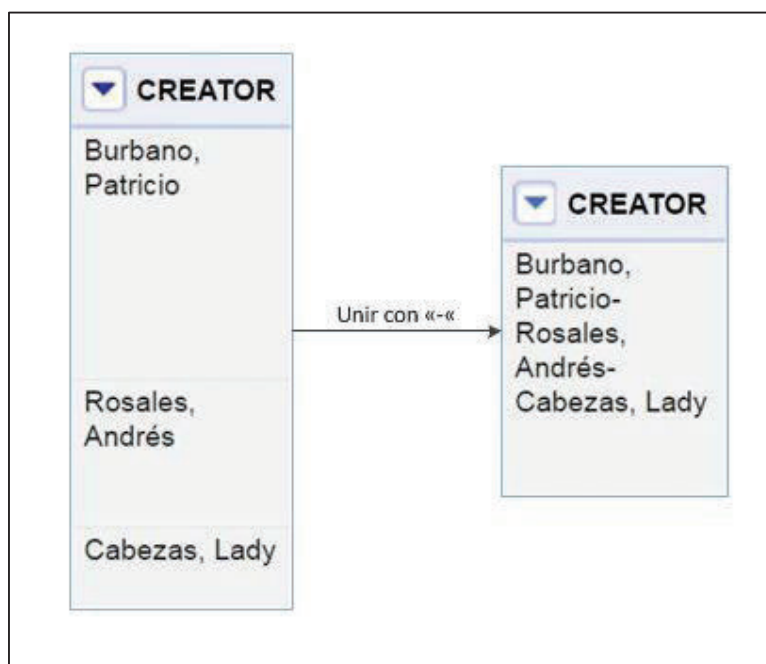 CREATOR
Burbano,
Patricio
Rosales,
Andrés
Cabezas, Lady
Unir con «-«
CREATOR
Burbano,
Patricio-
Rosales,
Andrés-
Cabezas, Lady